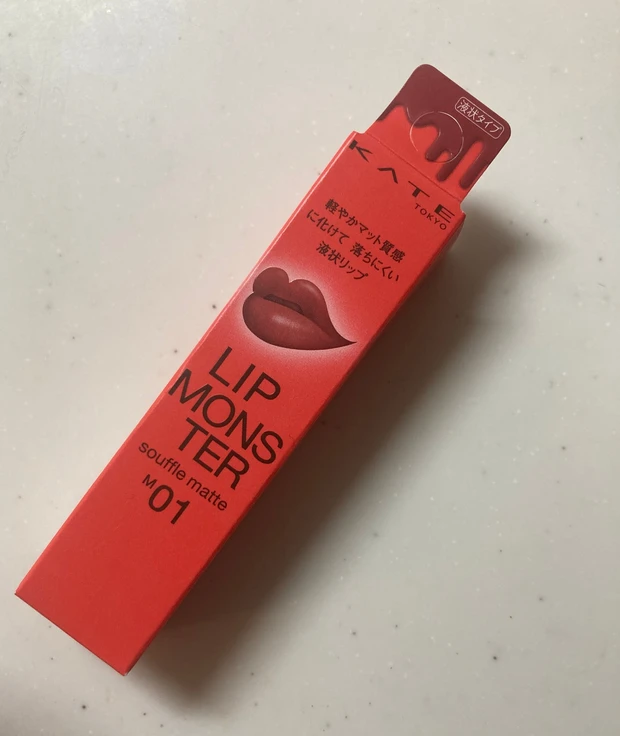 液状タイプ
KATE
TOKYO
軽やかマット質感
に化けて 落ちにくい
液状リップ
LIP
MONS
TER
souffle matte
M01